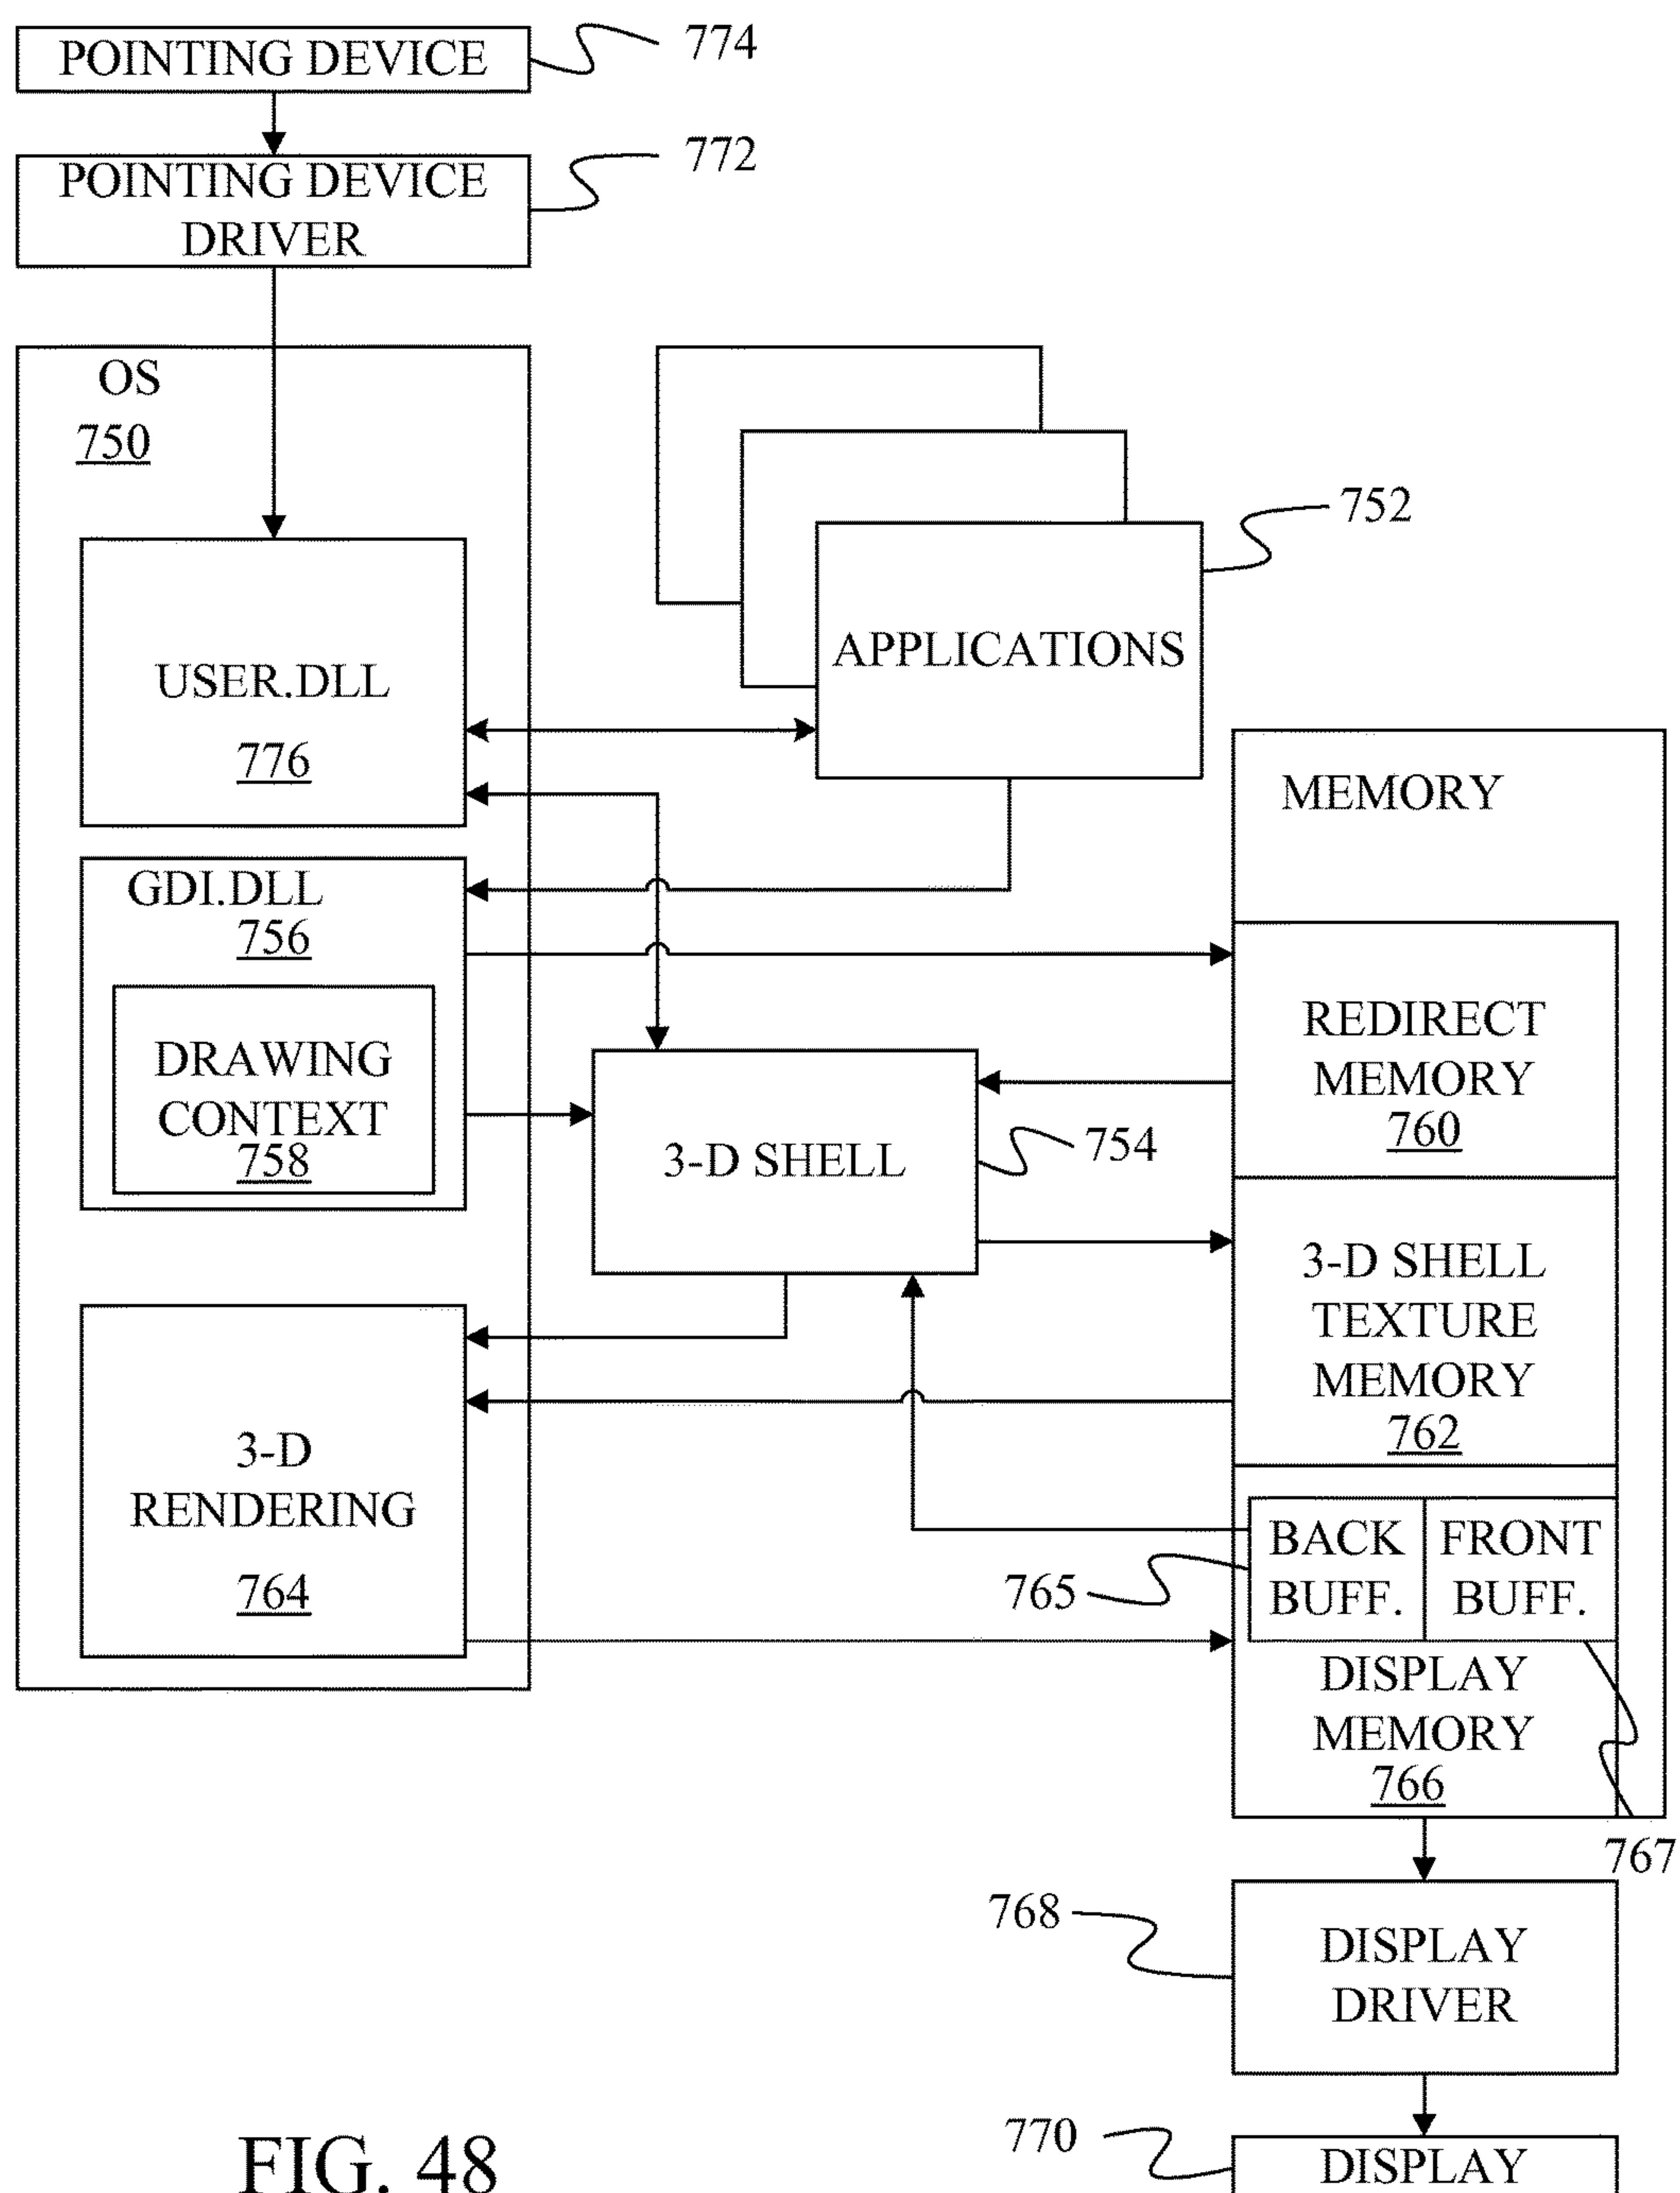 POINTING DEVICE
774
POINTING DEVICE
DRIVER
772
OS
750
USER.DLL
776
APPLICATIONS
752
GDI.DLL
756
DRAWING
CONTEXT
758
3-D SHELL
754
3-D
RENDERING
764
MEMORY
REDIRECT
MEMORY
760
3-D SHELL
TEXTURE
MEMORY
762
BACK
BUFF.
765
FRONT
BUFF.
767
DISPLAY
MEMORY
766
DISPLAY
DRIVER
768
DISPLAY
770
FIG. 48